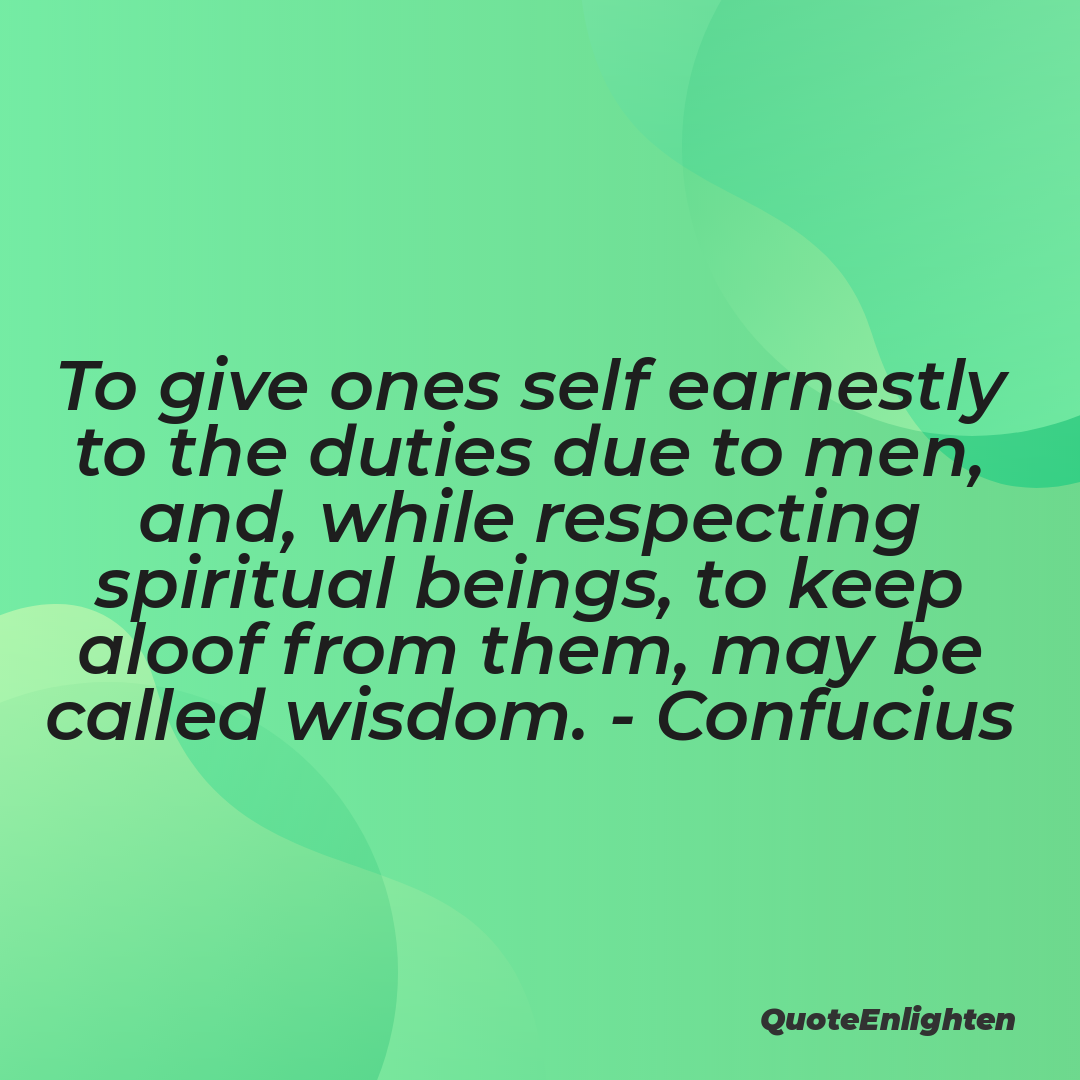 To give ones self earnestly
to the duties due to men,
and, while respecting
spiritual beings, to keep
aloof from them, may be
called wisdom. - Confucius
QuoteEnlighten